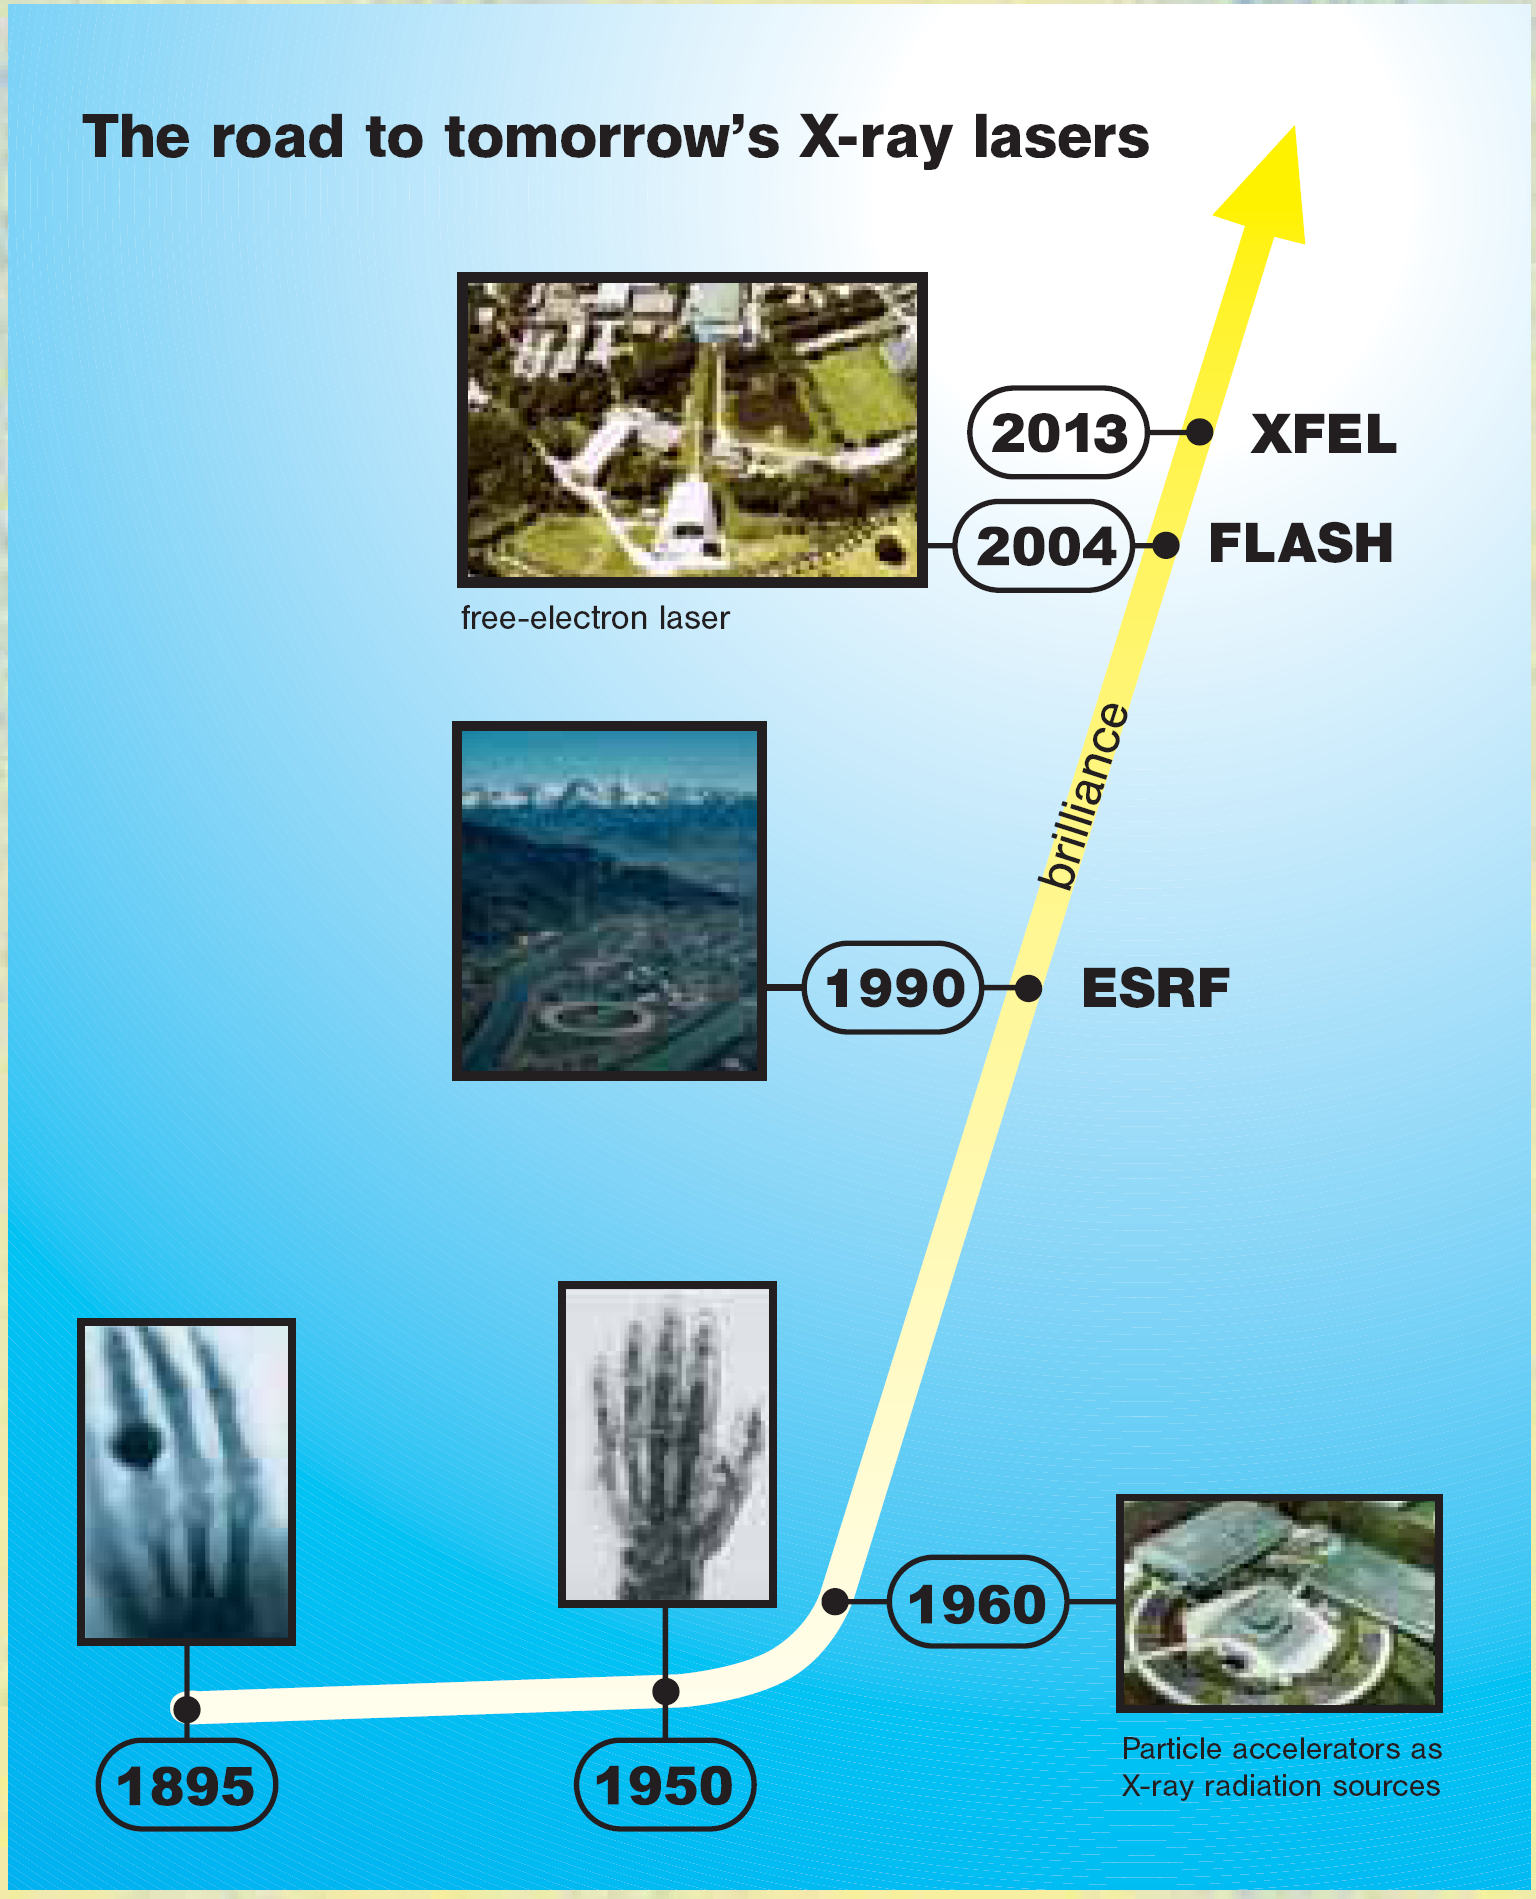 The road to tomorrow’s X-ray lasers
2013 XFEL
2004 FLASH
free-electron laser
brilliance
1990 ESRF
1960
Particle accelerators as
X-ray radiation sources
1895
1950